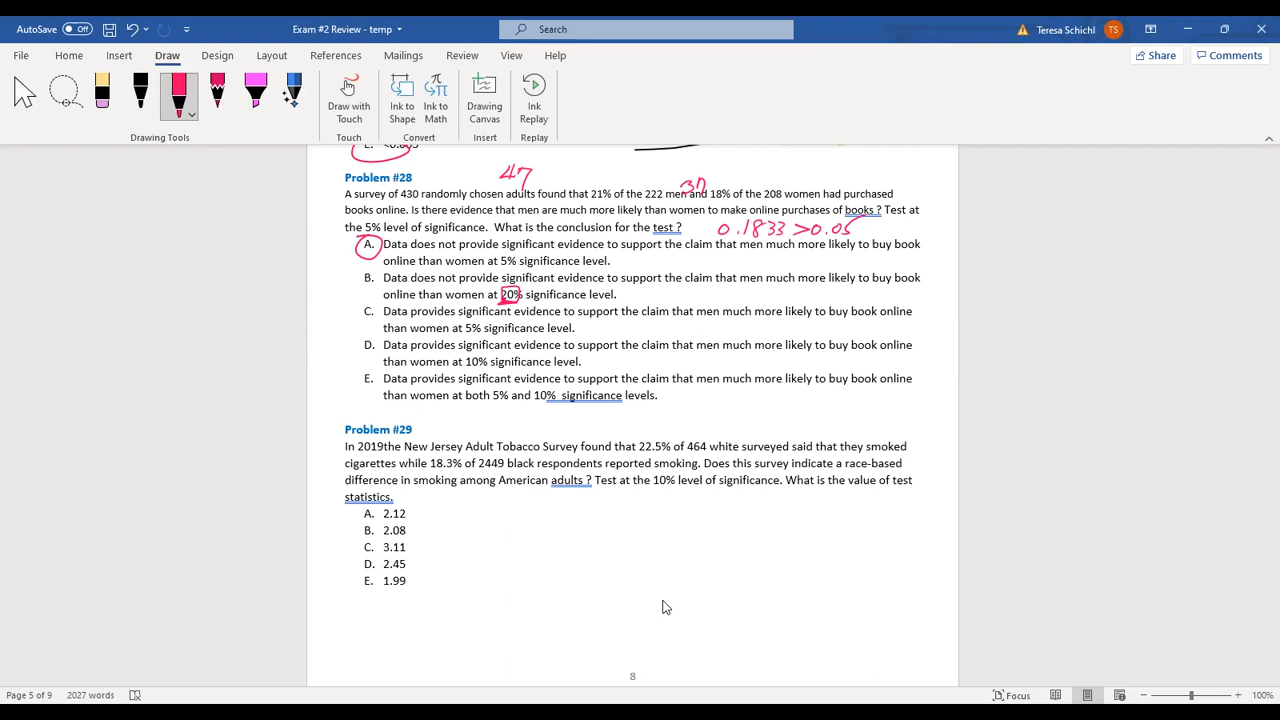 AutoSave Off Exam #2 Review - temp Search Teresa Schichl TS
File Home Insert Draw Design Layout References Mailings Review View Help Share Comments
Draw with Touch Ink to Shape Ink to Math Drawing Canvas Ink Replay
Drawing Tools Touch Convert Insert Replay
E. <0.005
47
Problem #28
37
A survey of 430 randomly chosen adults found that 21% of the 222 men and 18% of the 208 women had purchased
books online. Is there evidence that men are much more likely than women to make online purchases of books ? Test at
the 5% level of significance. What is the conclusion for the test ? 0.1833 > 0.05
A. Data does not provide significant evidence to support the claim that men much more likely to buy book
online than women at 5% significance level.
B. Data does not provide significant evidence to support the claim that men much more likely to buy book
online than women at 20% significance level.
C. Data provides significant evidence to support the claim that men much more likely to buy book online
than women at 5% significance level.
D. Data provides significant evidence to support the claim that men much more likely to buy book online
than women at 10% significance level.
E. Data provides significant evidence to support the claim that men much more likely to buy book online
than women at both 5% and 10% significance levels.
Problem #29
In 2019the New Jersey Adult Tobacco Survey found that 22.5% of 464 white surveyed said that they smoked
cigarettes while 18.3% of 2449 black respondents reported smoking. Does this survey indicate a race-based
difference in smoking among American adults ? Test at the 10% level of significance. What is the value of test
statistics.
A. 2.12
B. 2.08
C. 3.11
D. 2.45
E. 1.99
8
Page 5 of 9 2027 words Focus 100%